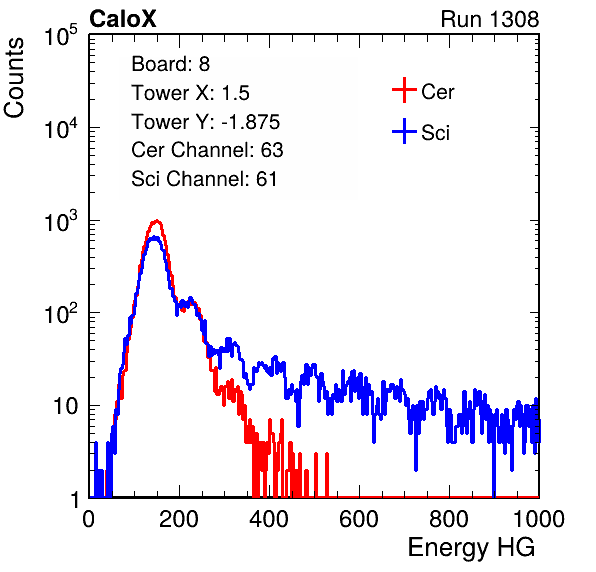 CaloX Run 1308
Counts
10^5
10^4
10^3
10^2
10
1
Board: 8
Tower X: 1.5
Tower Y: -1.875
Cer Channel: 63
Sci Channel: 61
Cer
Sci
0 200 400 600 800 1000
Energy HG